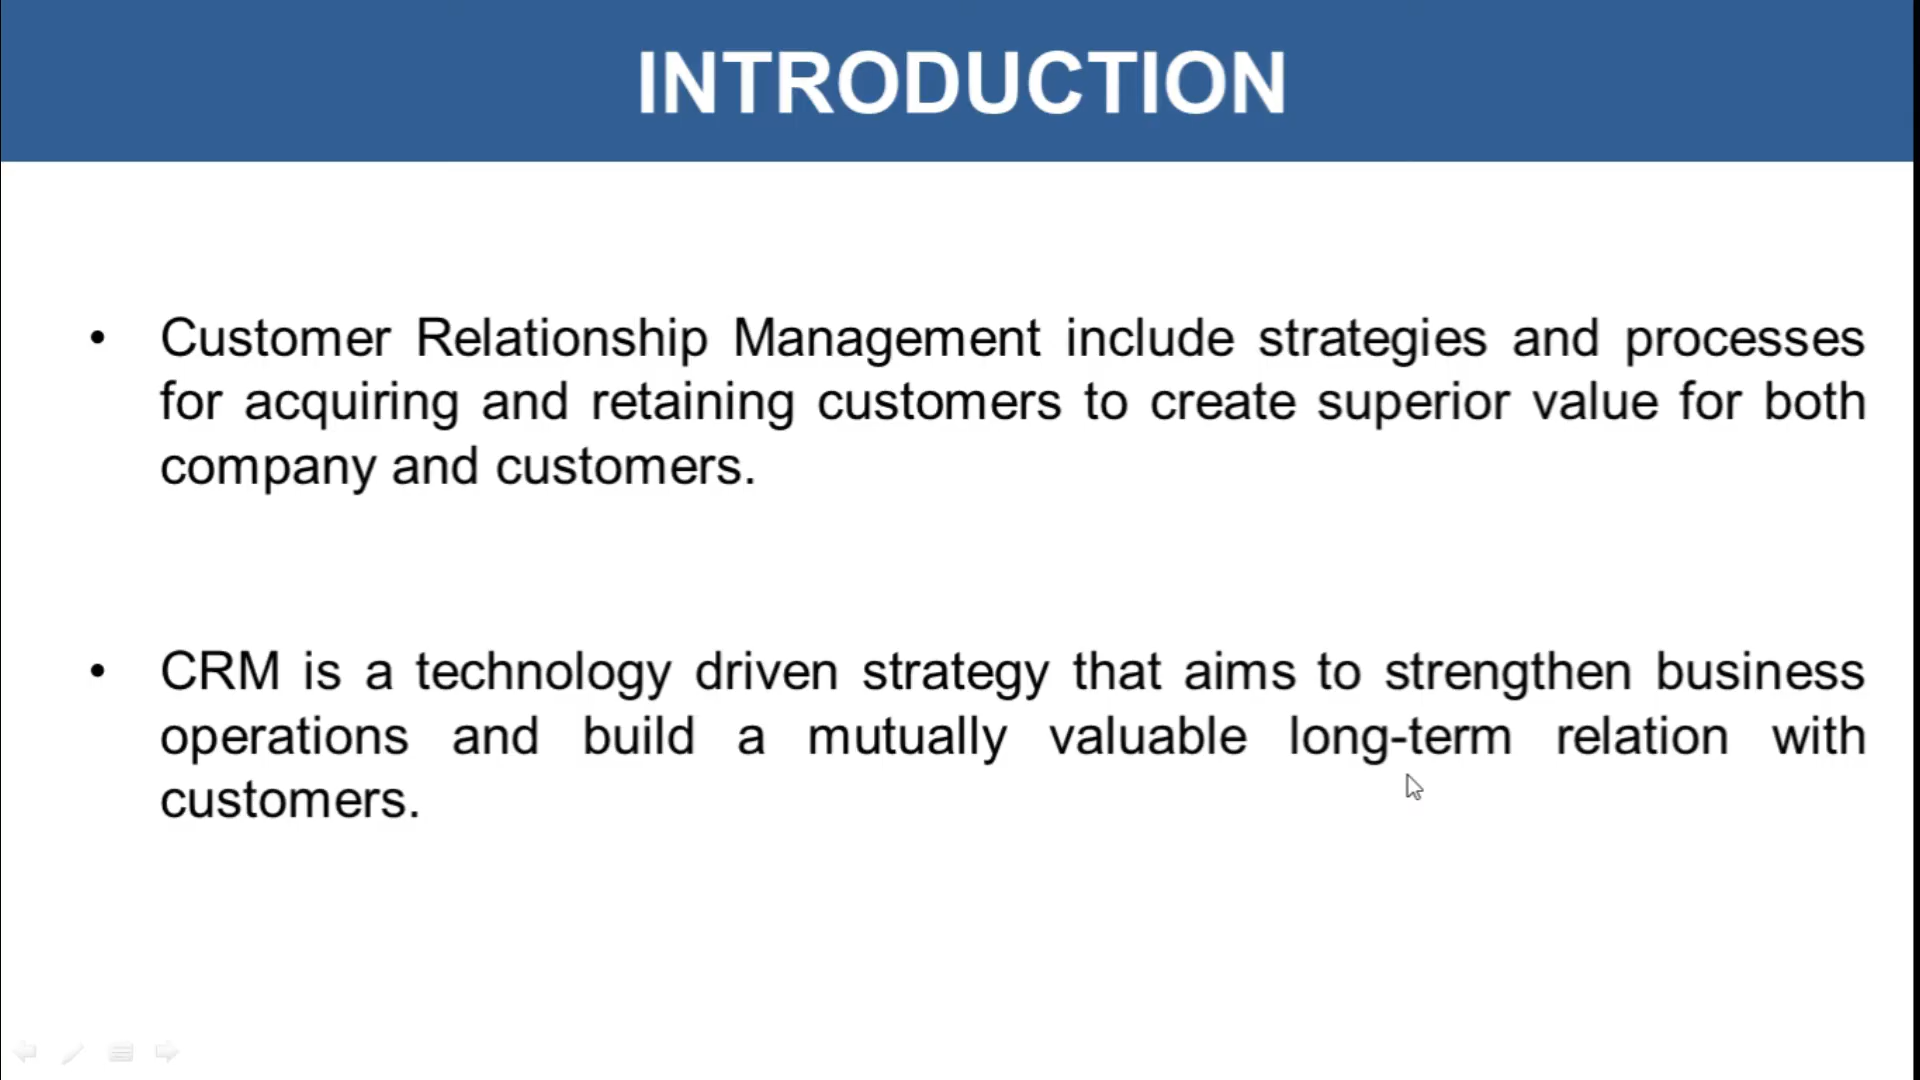 INTRODUCTION
• Customer Relationship Management include strategies and processes
for acquiring and retaining customers to create superior value for both
company and customers.
• CRM is a technology driven strategy that aims to strengthen business
operations and build a mutually valuable long-term relation with
customers.